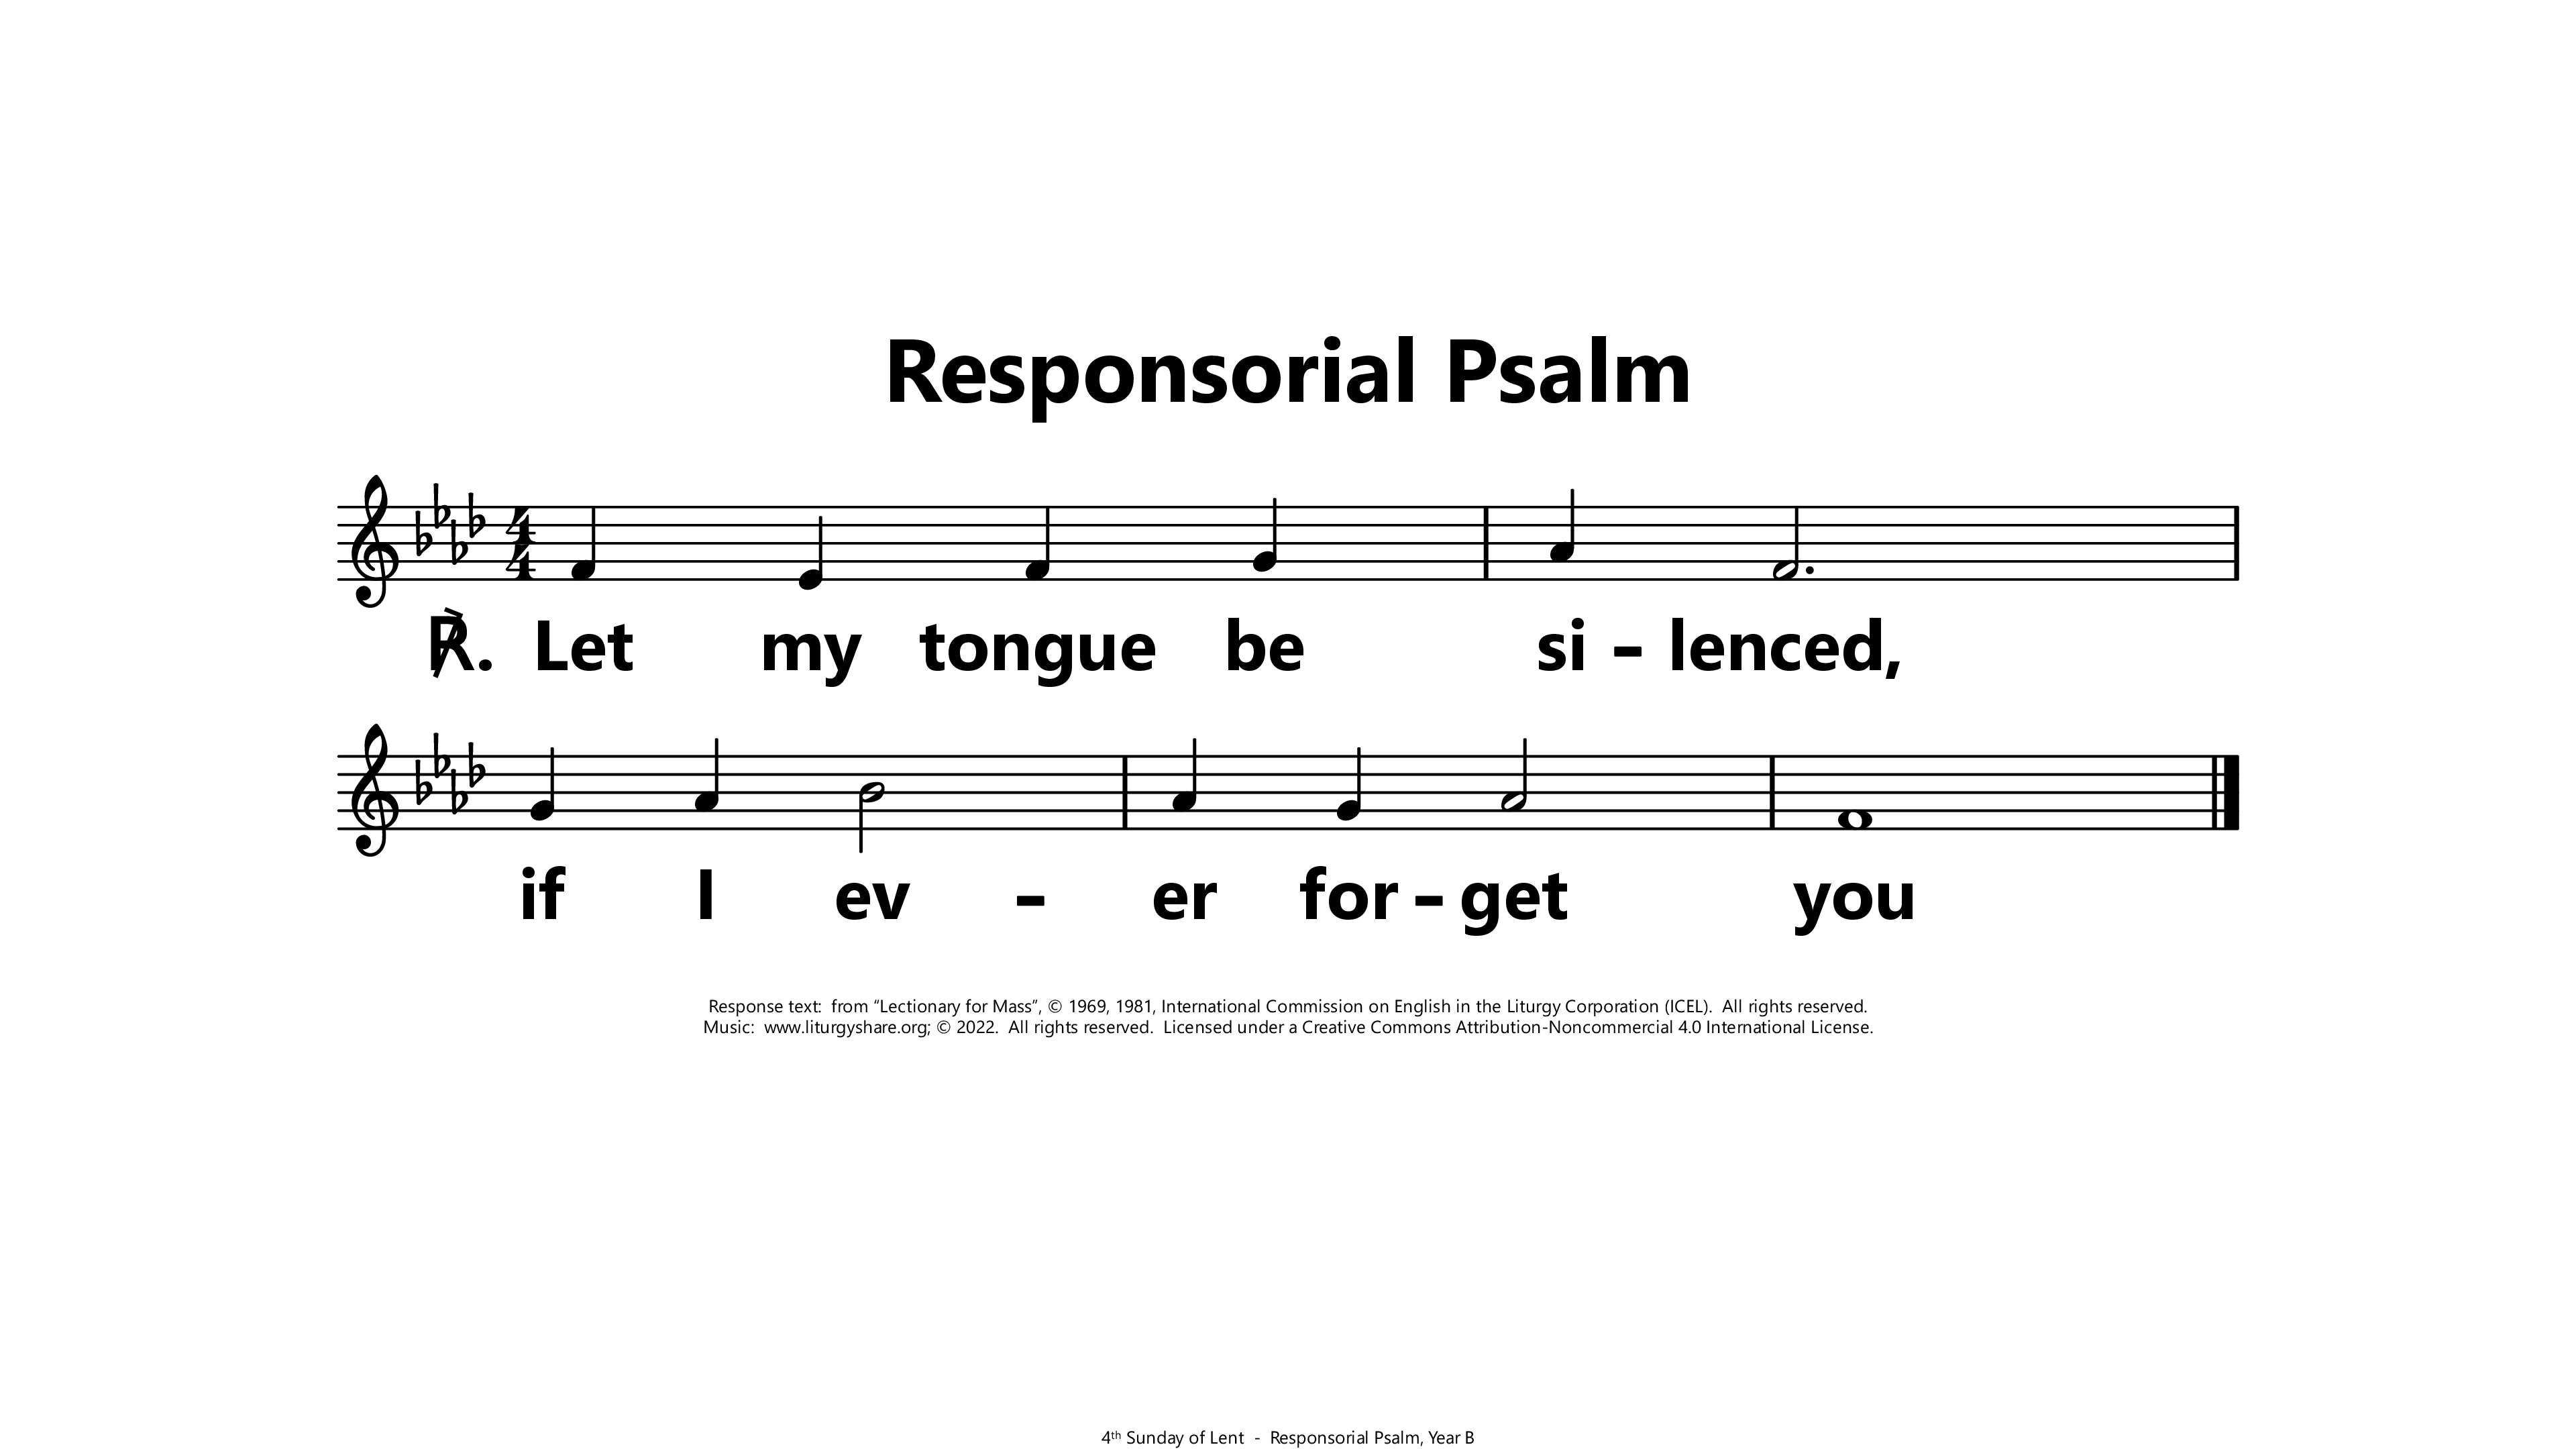 Responsorial Psalm
℟. Let my tongue be si - lenced,
if I ev - er for - get you
Response text:  from “Lectionary for Mass”, © 1969, 1981, International Commission on English in the Liturgy Corporation (ICEL).  All rights reserved.
Music:  www.liturgyshare.org; © 2022.  All rights reserved.  Licensed under a Creative Commons Attribution-Noncommercial 4.0 International License.
4th Sunday of Lent  -  Responsorial Psalm, Year B